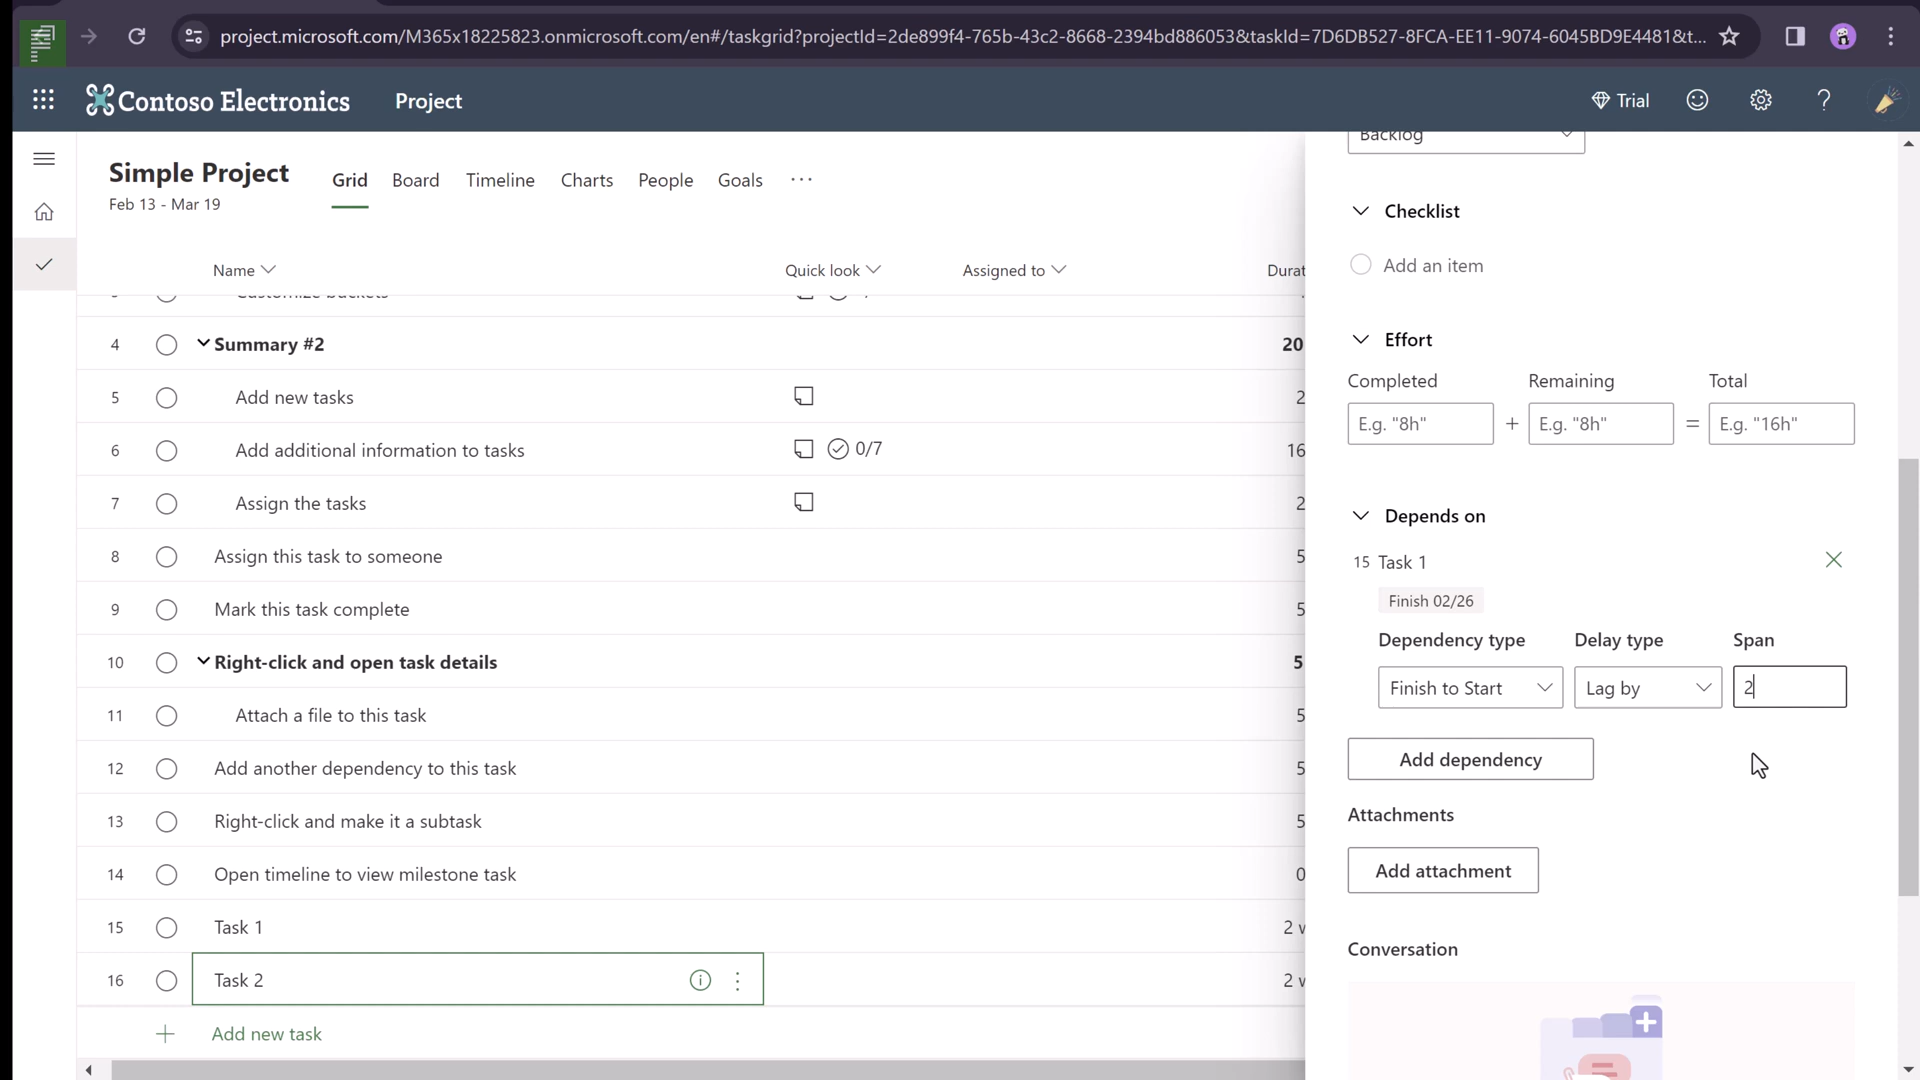 project.microsoft.com/M365x18225823.onmicrosoft.com/en#/taskgrid?projectId=2de899f4-765b-43c2-8668-2394bd886053&taskId=7D6DB527-8FCA-EE11-9074-6045BD9E4481&t...
Contoso Electronics
Project
Trial
Simple Project
Feb 13 - Mar 19
Grid
Board
Timeline
Charts
People
Goals
Name
Quick look
Assigned to
Durat
Customize buckets
4 Summary #2 20
5 Add new tasks 2
6 Add additional information to tasks 0/7 16
7 Assign the tasks 2
8 Assign this task to someone 5
9 Mark this task complete 5
10 Right-click and open task details 5
11 Attach a file to this task 5
12 Add another dependency to this task 5
13 Right-click and make it a subtask 5
14 Open timeline to view milestone task 0
15 Task 1 2 w
16 Task 2 2 w
Add new task
Backlog
Checklist
Add an item
Effort
Completed Remaining Total
E.g. "8h" + E.g. "8h" = E.g. "16h"
Depends on
15 Task 1
Finish 02/26
Dependency type Delay type Span
Finish to Start Lag by 2
Add dependency
Attachments
Add attachment
Conversation